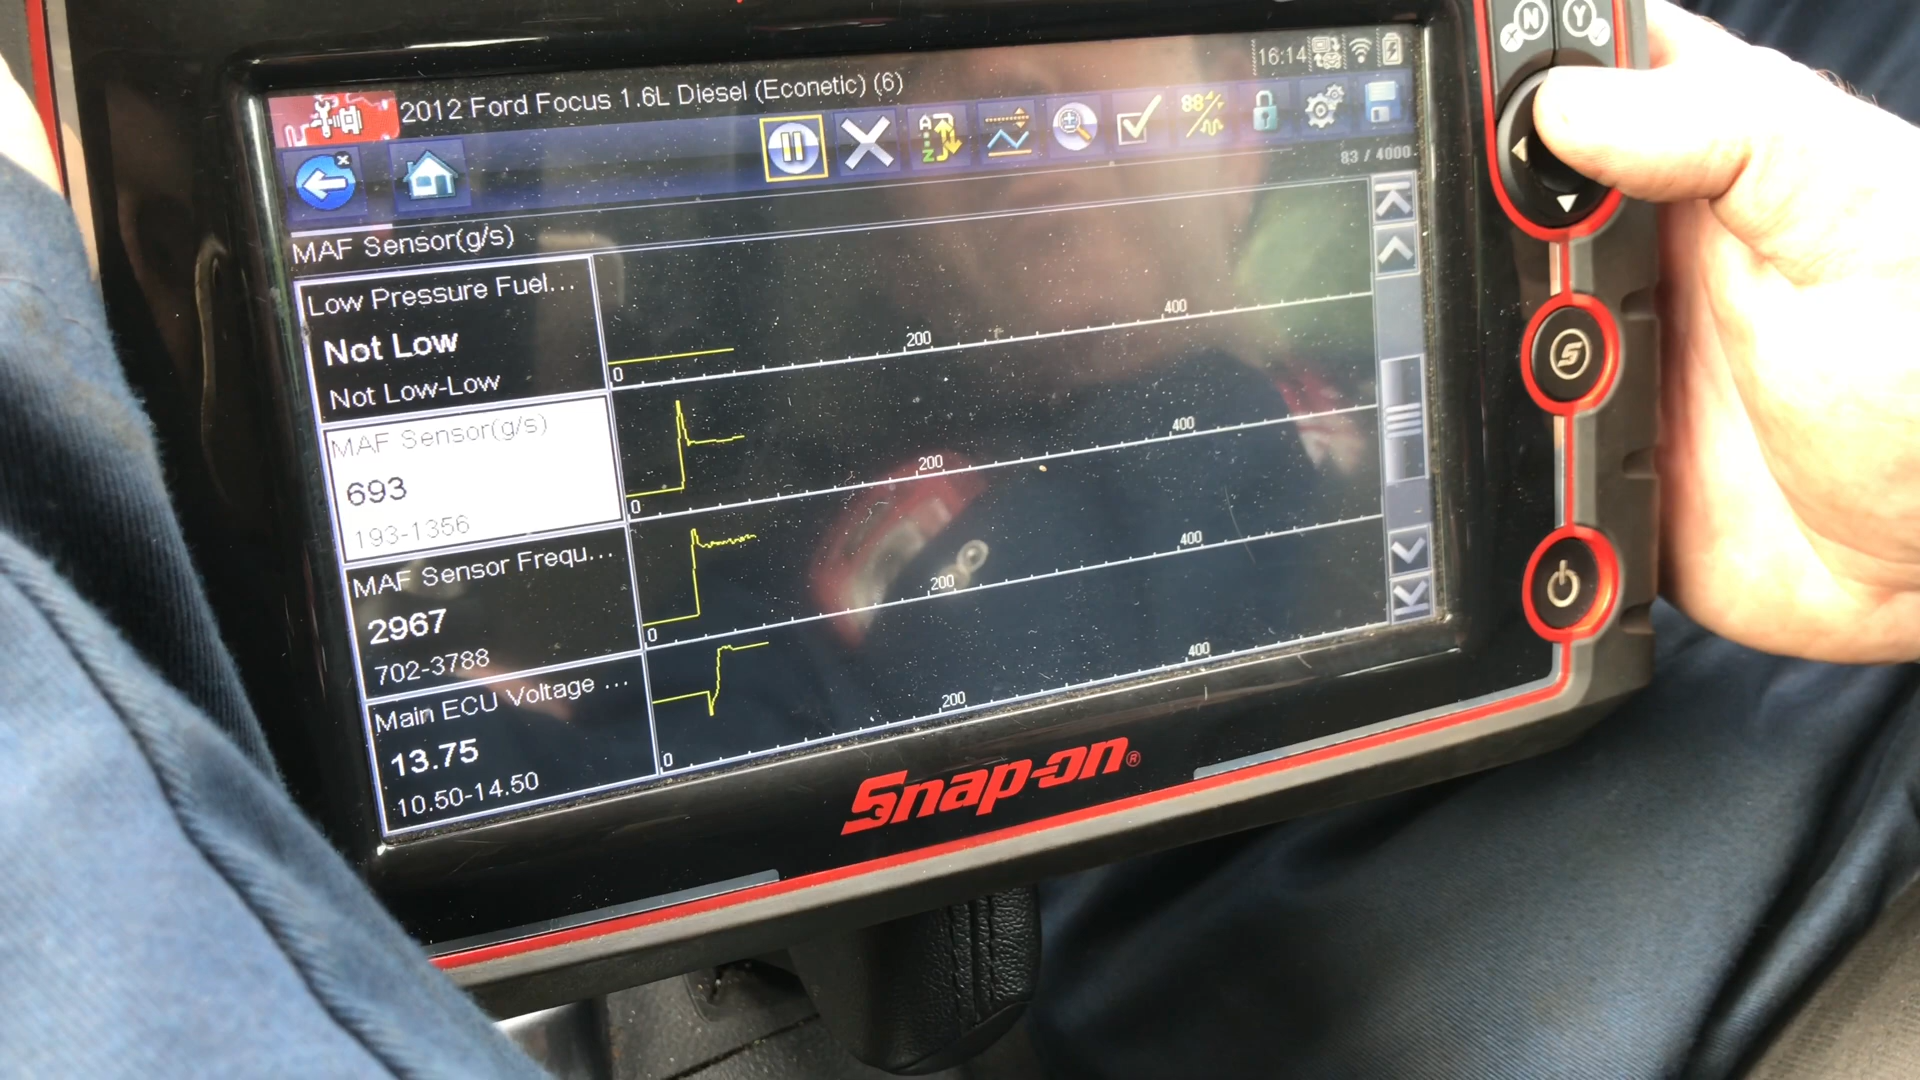 16:14
2012 Ford Focus 1.6L Diesel (Econetic) (6)
83 / 4000
MAF Sensor(g/s)
Low Pressure Fuel...
Not Low
Not Low-Low
0 200 400
MAF Sensor(g/s)
693
193-1356
0 200 400
MAF Sensor Frequ...
2967
702-3788
0 200 400
Main ECU Voltage ...
13.75
10.50-14.50
0 200 400
Snap-on®
N X
Y
S
A
Z
88%